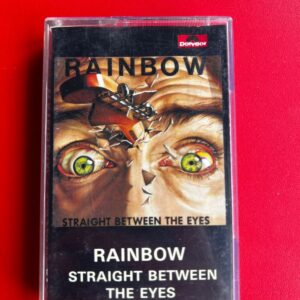 polydor
RAINBOW
STRAIGHT BETWEEN THE EYES
RAINBOW
STRAIGHT BETWEEN
THE EYES